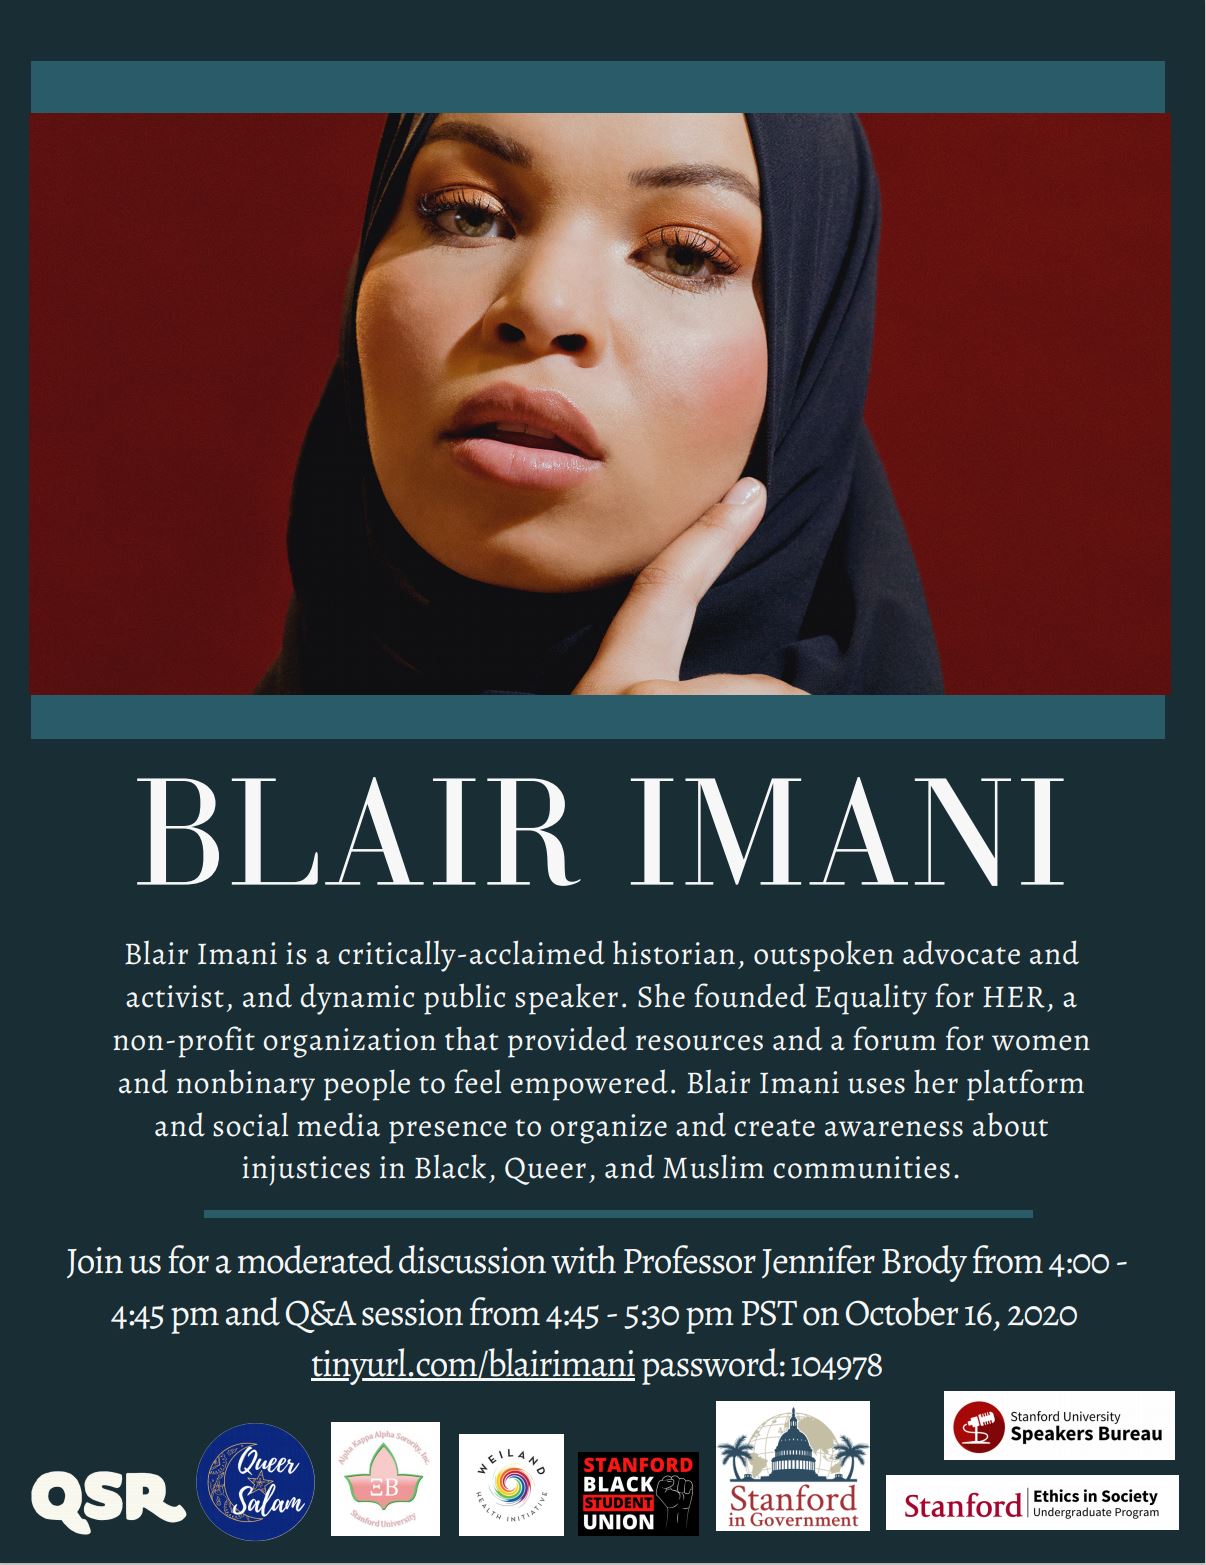 BLAIR IMANI
Blair Imani is a critically-acclaimed historian, outspoken advocate and
activist, and dynamic public speaker. She founded Equality for HER, a
non-profit organization that provided resources and a forum for women
and nonbinary people to feel empowered. Blair Imani uses her platform
and social media presence to organize and create awareness about
injustices in Black, Queer, and Muslim communities.
Join us for a moderated discussion with Professor Jennifer Brody from 4:00 -
4:45 pm and Q&A session from 4:45 - 5:30 pm PST on October 16, 2020
tinyurl.com/blairimani password: 104978
QSR
Queer
Salam
Alpha Kappa Alpha Sorority, Inc.
ΞΒ
Stanford University
WEILAND
HEALTH INITIATIVE
STANFORD
BLACK
STUDENT
UNION
Stanford
in Government
Stanford University
Speakers Bureau
Stanford
Ethics in Society
Undergraduate Program